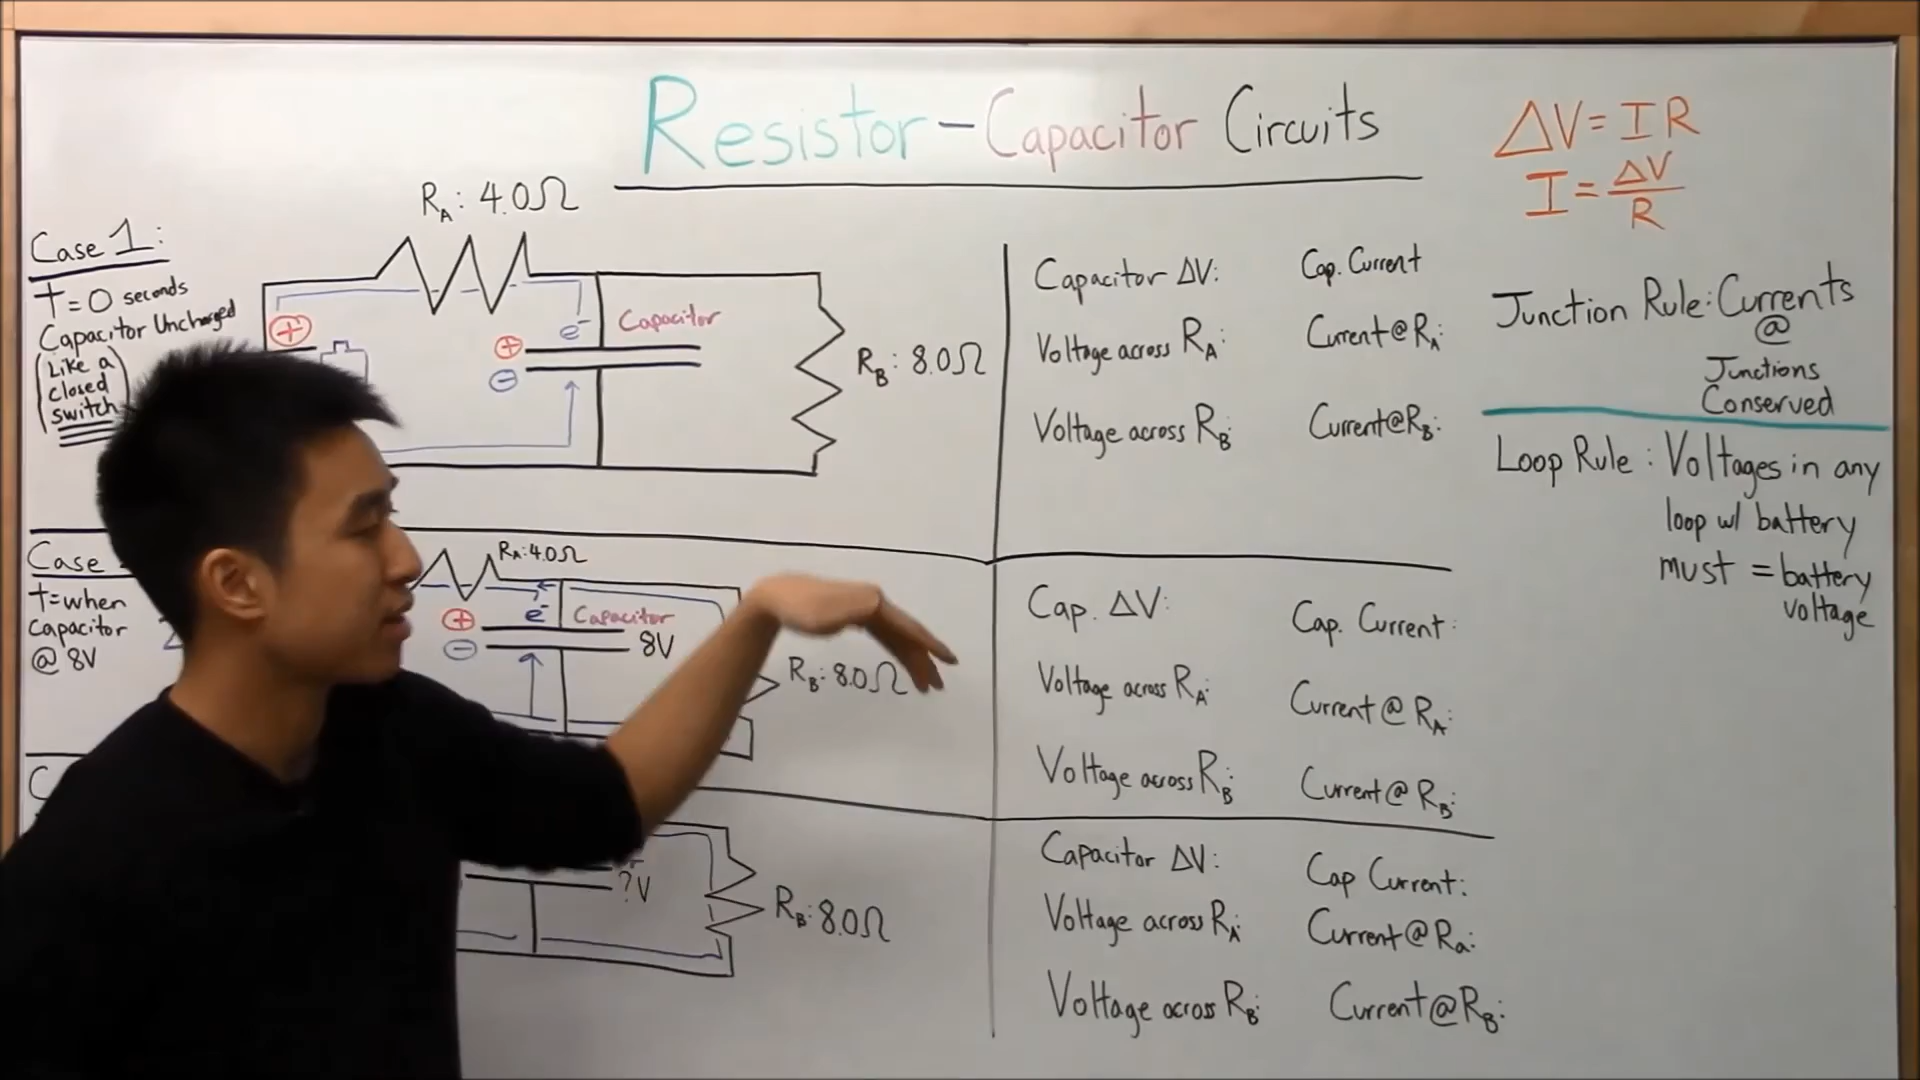 Resistor-Capacitor Circuits
ΔV=IR
I=ΔV/R
R_A: 4.0Ω
Case 1:
t=0 seconds
Capacitor Uncharged
(Like a
closed
switch)
+
+
-
e⁻
Capacitor
R_B: 8.0Ω
Capacitor ΔV:
Cap. Current
Voltage across R_A:
Current@R_A:
Voltage across R_B:
Current@R_B:
Junction Rule: Currents
@
Junctions
Conserved
Loop Rule: Voltages in any
loop w/ battery
must = battery
voltage
Case
t=when
capacitor
@ 8V
R_A: 4.0Ω
+
-
e⁻
Capacitor
8V
R_B: 8.0Ω
Cap. ΔV:
Cap. Current:
Voltage across R_A:
Current@R_A:
Voltage across R_B:
Current@R_B:
?V
R_B: 8.0Ω
Capacitor ΔV:
Cap Current:
Voltage across R_A:
Current@Ra:
Voltage across R_B:
Current@R_B: